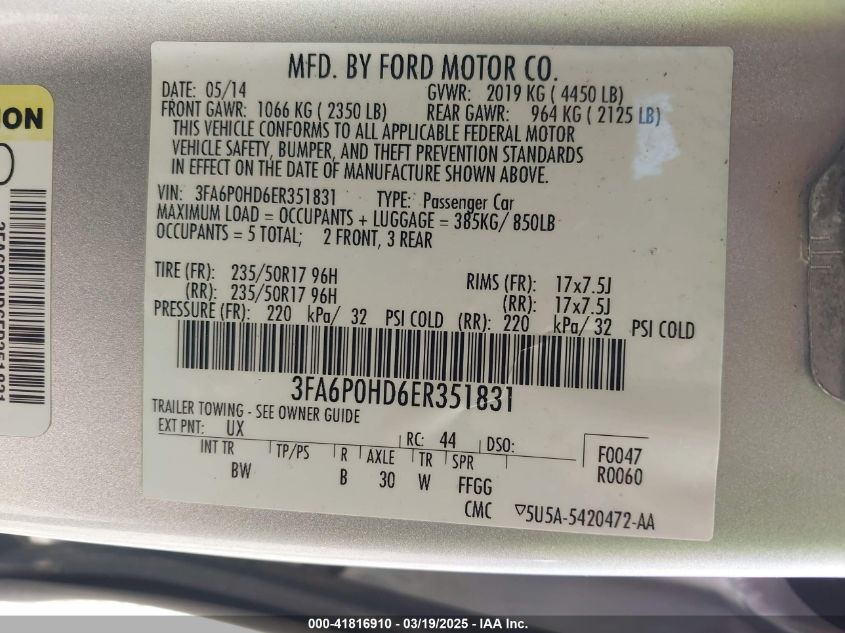 MFD. BY FORD MOTOR CO.
DATE: 05/14 GVWR: 2019 KG ( 4450 LB)
FRONT GAWR: 1066 KG ( 2350 LB) REAR GAWR: 964 KG ( 2125 LB)
THIS VEHICLE CONFORMS TO ALL APPLICABLE FEDERAL MOTOR
VEHICLE SAFETY, BUMPER, AND THEFT PREVENTION STANDARDS
IN EFFECT ON THE DATE OF MANUFACTURE SHOWN ABOVE.
VIN: 3FA6P0HD6ER351831 TYPE: Passenger Car
MAXIMUM LOAD = OCCUPANTS + LUGGAGE = 385KG/ 850LB
OCCUPANTS = 5 TOTAL; 2 FRONT, 3 REAR
TIRE (FR): 235/50R17 96H RIMS (FR): 17x7.5J
(RR): 235/50R17 96H (RR): 17x7.5J
PRESSURE (FR): 220 kPa/ 32 PSI COLD (RR): 220 kPa/ 32 PSI COLD
3FA6P0HD6ER351831
TRAILER TOWING - SEE OWNER GUIDE
EXT PNT: UX RC: 44 DSO:
INT TR TP/PS R AXLE TR SPR
BW B 30 W FFGG
F0047
R0060
CMC ▽5U5A-5420472-AA
ION
3FA6P0HD6ER351831
000-41816910 - 03/19/2025 - IAA Inc.